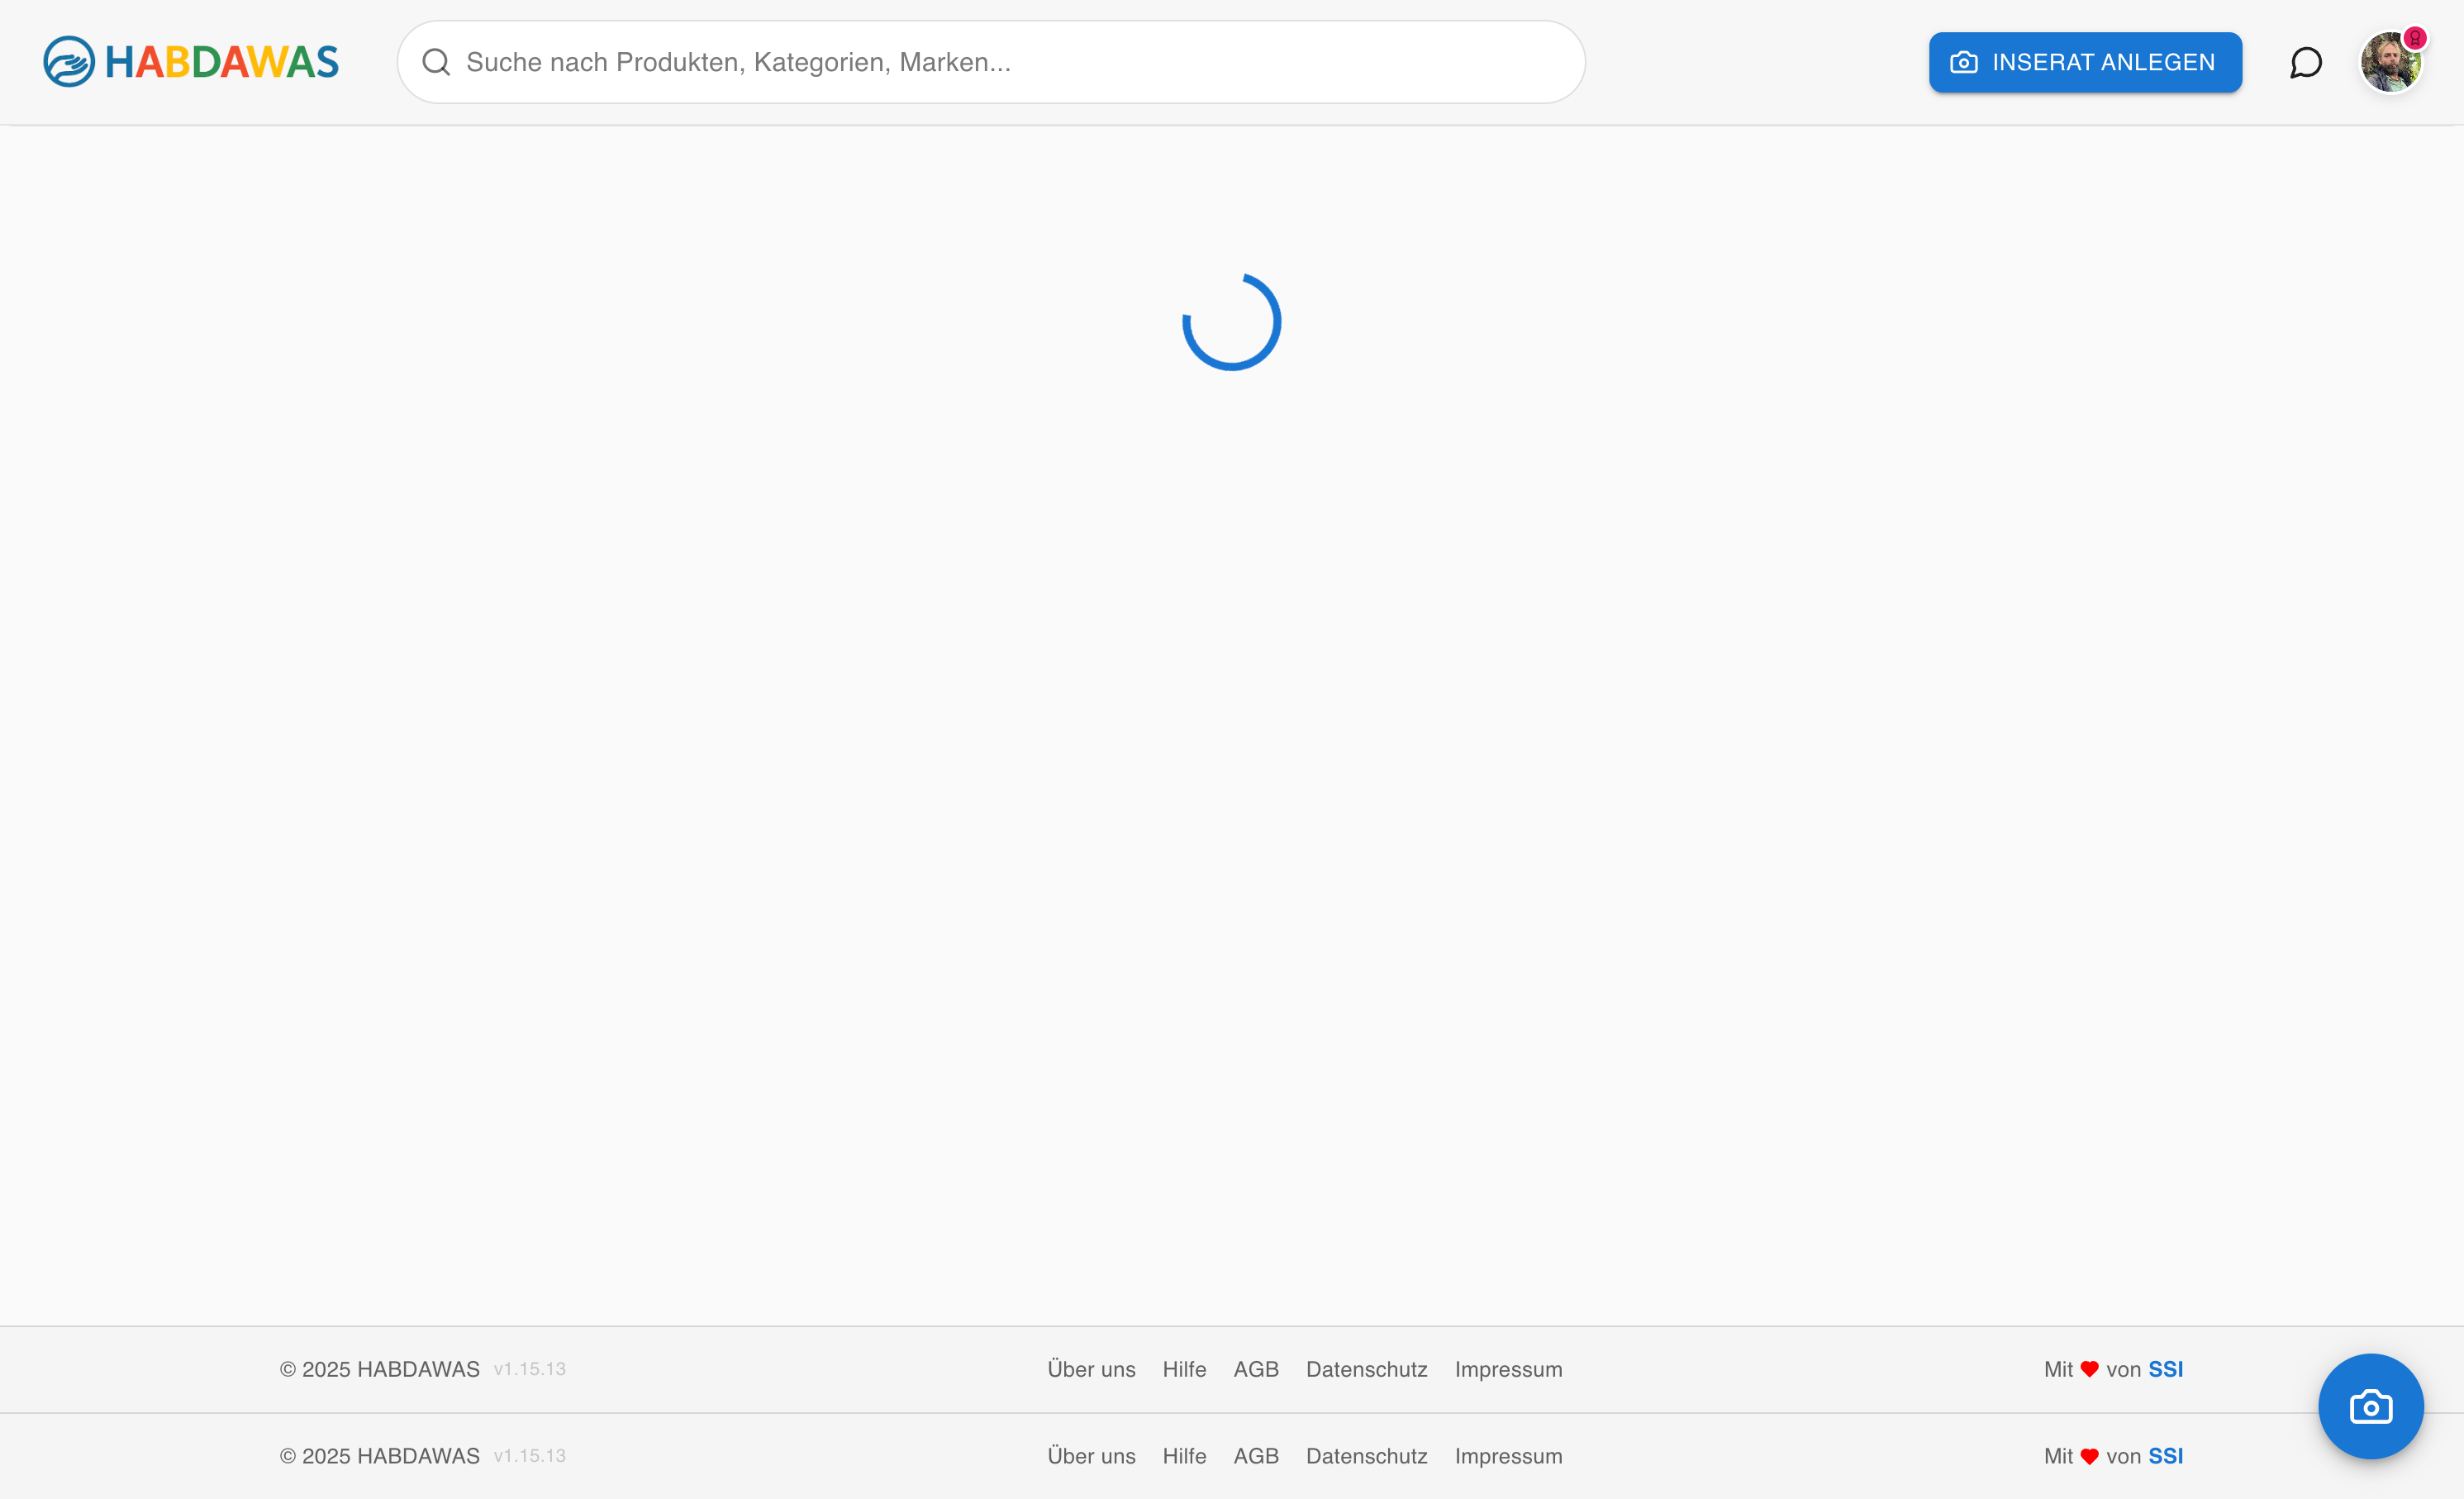 HABDAWAS
Suche nach Produkten, Kategorien, Marken...
INSERAT ANLEGEN
© 2025 HABDAWAS v1.15.13
Über uns Hilfe AGB Datenschutz Impressum
Mit ❤ von SSI
© 2025 HABDAWAS v1.15.13
Über uns Hilfe AGB Datenschutz Impressum
Mit ❤ von SSI